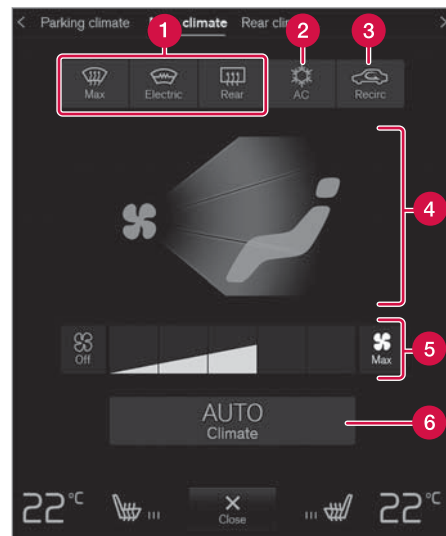 Parking climate climate Rear cli
1 2 3
Max Electric Rear AC Recirc
4
Off Max 5
AUTO
Climate 6
22°C Close 22°C